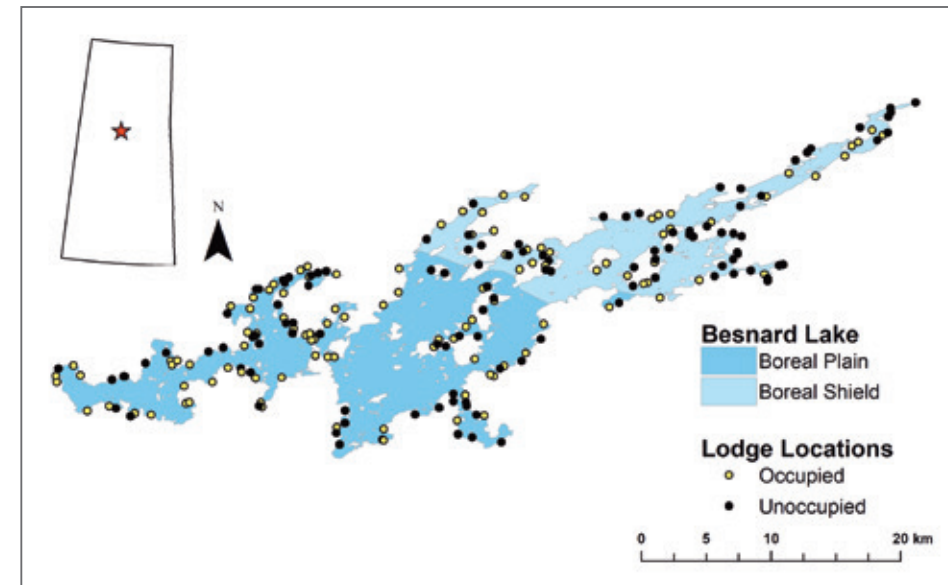 N
Besnard Lake
Boreal Plain
Boreal Shield
Lodge Locations
Occupied
Unoccupied
0 5 10 20 km